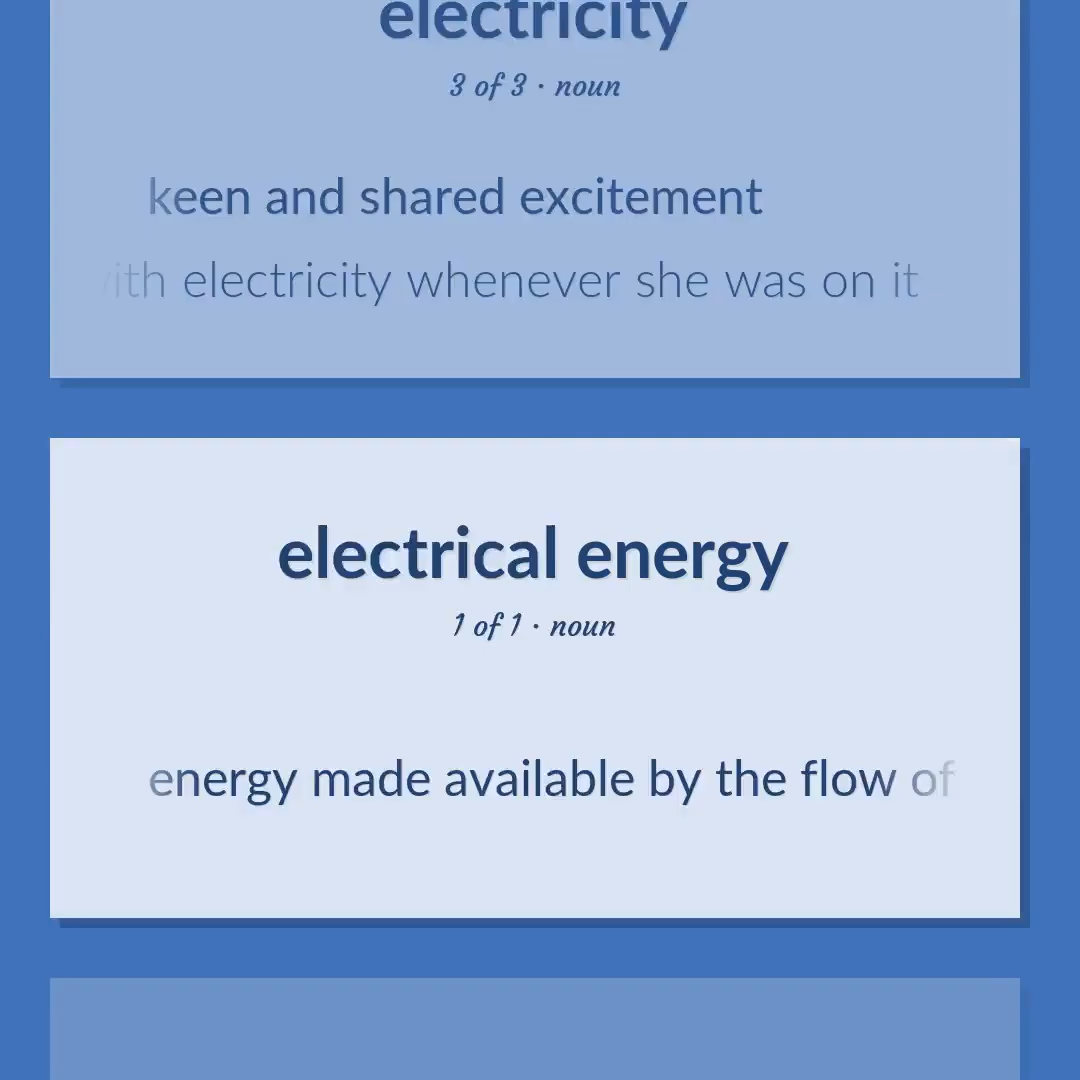 electricity
3 of 3 · noun
keen and shared excitement
electricity whenever she was on it
electrical energy
1 of 1 · noun
energy made available by the flow of